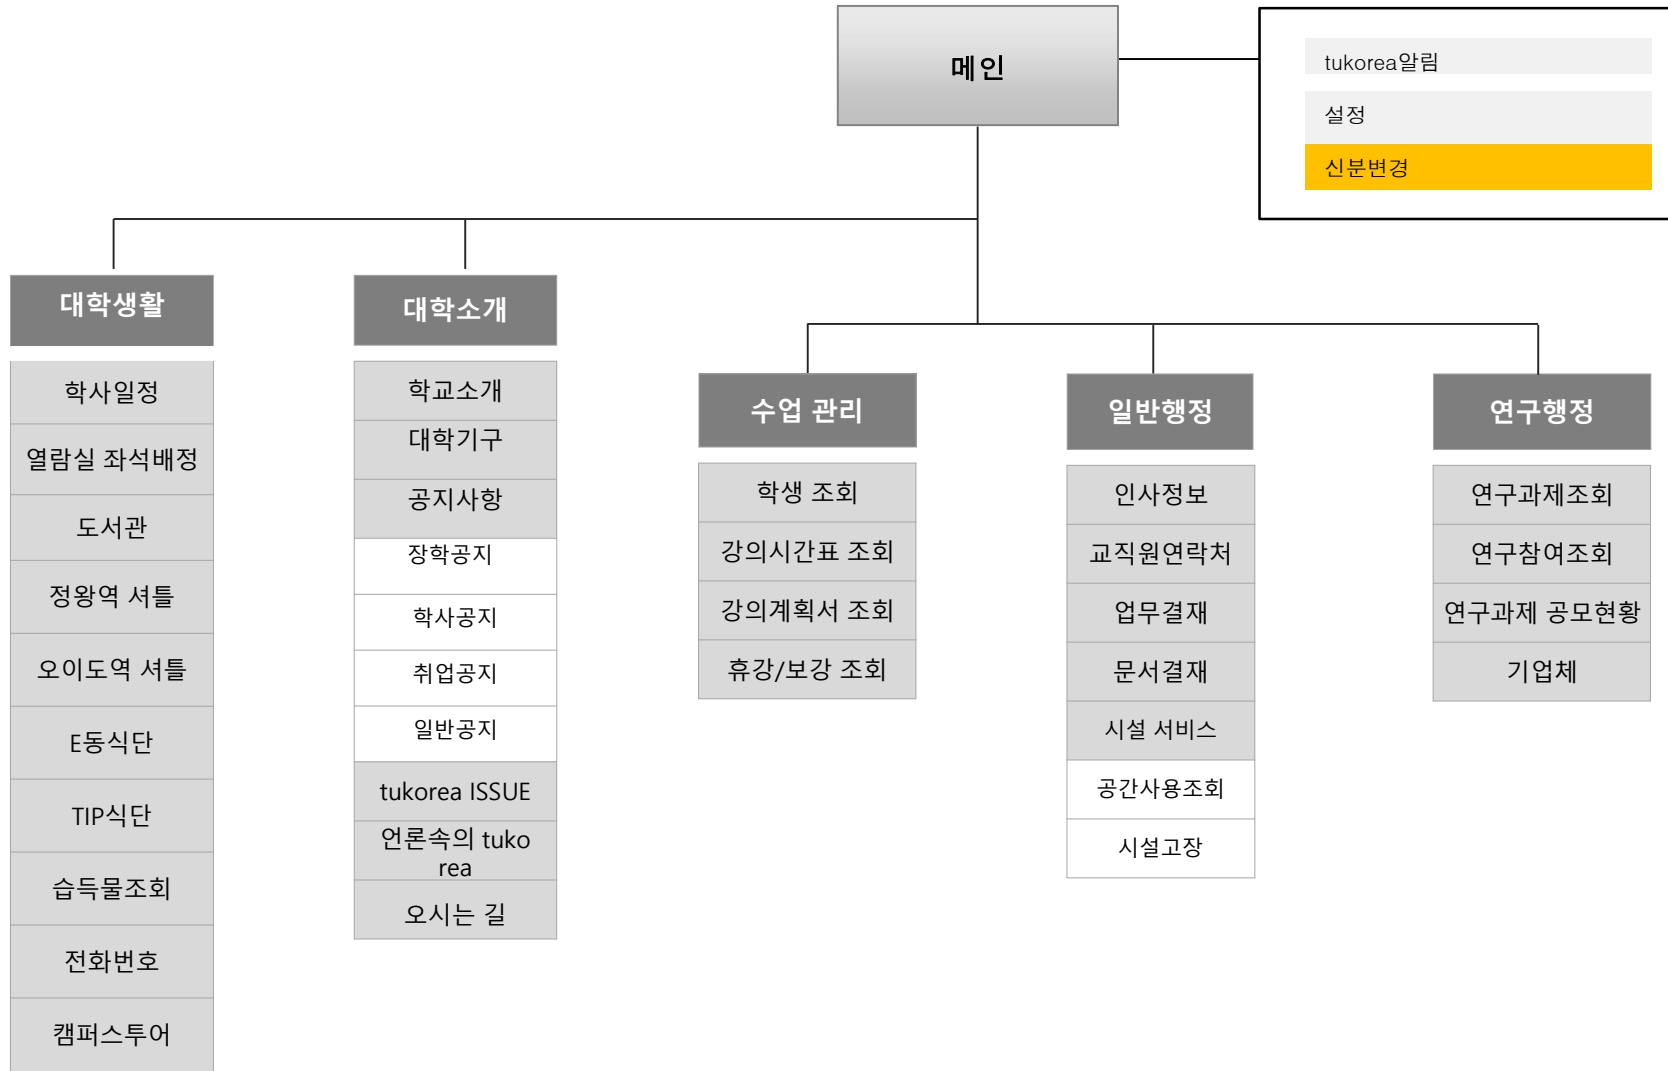 메인
tukorea알림
설정
신분변경
대학생활
학사일정
열람실 좌석배정
도서관
정왕역 셔틀
오이도역 셔틀
E동식단
TIP식단
습득물조회
전화번호
캠퍼스투어
대학소개
학교소개
대학기구
공지사항
장학공지
학사공지
취업공지
일반공지
tukorea ISSUE
언론속의 tuko
rea
오시는 길
수업 관리
학생 조회
강의시간표 조회
강의계획서 조회
휴강/보강 조회
일반행정
인사정보
교직원연락처
업무결재
문서결재
시설 서비스
공간사용조회
시설고장
연구행정
연구과제조회
연구참여조회
연구과제 공모현황
기업체